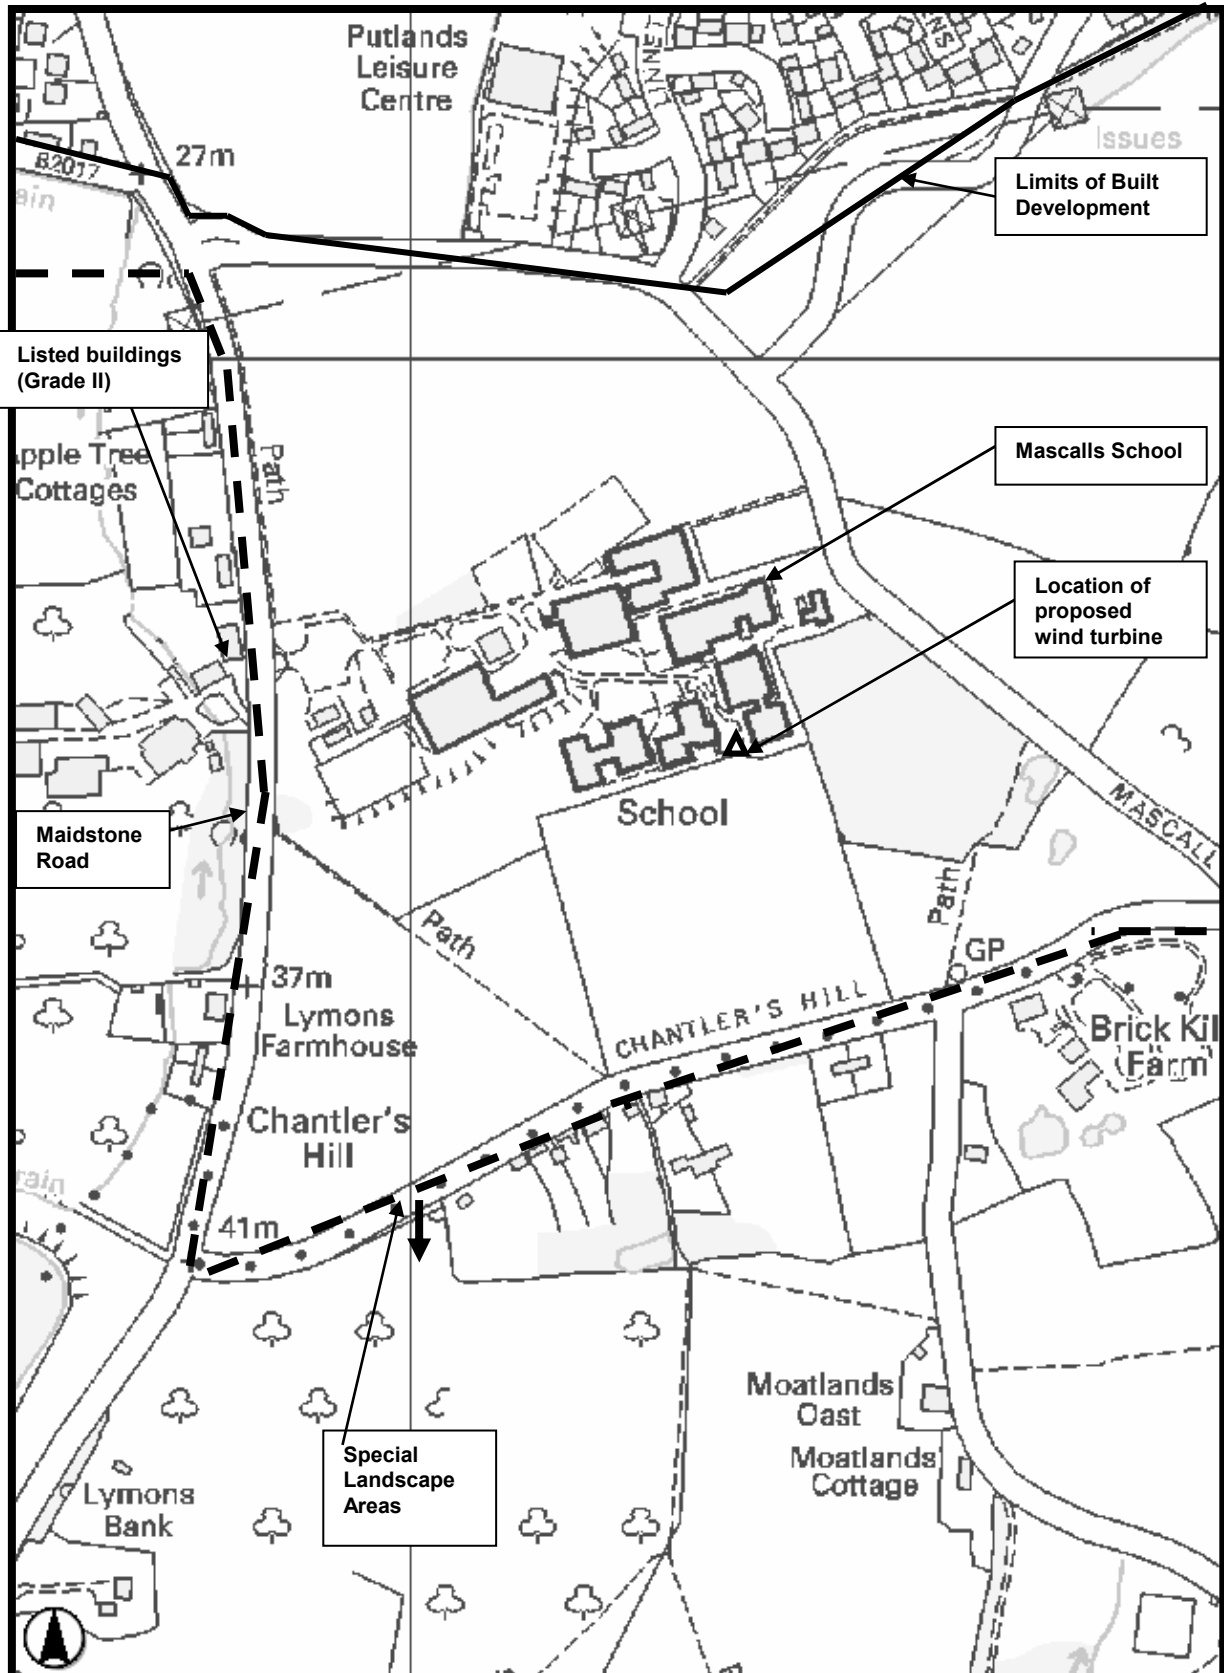 Putlands
Leisure
Centre
27m
B2017
Issues
Limits of Built
Development
Listed buildings
(Grade II)
Apple Tree
Cottages
Path
Mascalls School
Location of
proposed
wind turbine
School
MASCALL
Maidstone
Road
Path
Path
GP
37m
Lymons
Farmhouse
CHANTLER'S HILL
Brick Kil
Farm
Chantler's
Hill
41m
Moatlands
Oast
Moatlands
Cottage
Special
Landscape
Areas
Lymons
Bank